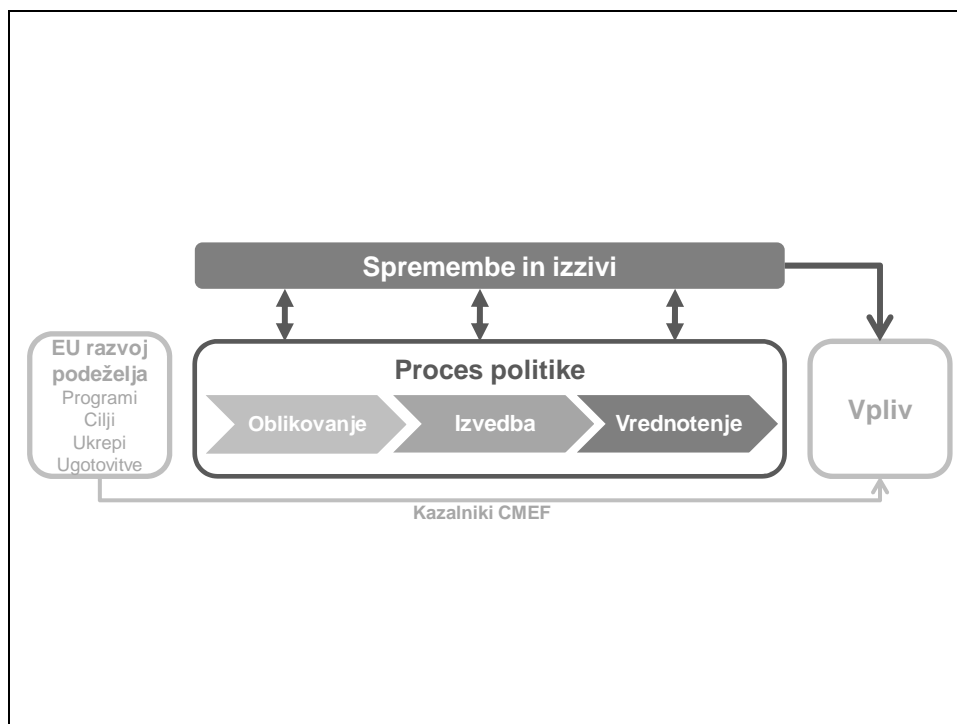 Spremembe in izzivi
EU razvoj
podeželja
Programi
Cilji
Ukrepi
Ugotovitve
Proces politike
Oblikovanje
Izvedba
Vrednotenje
Vpliv
Kazalniki CMEF